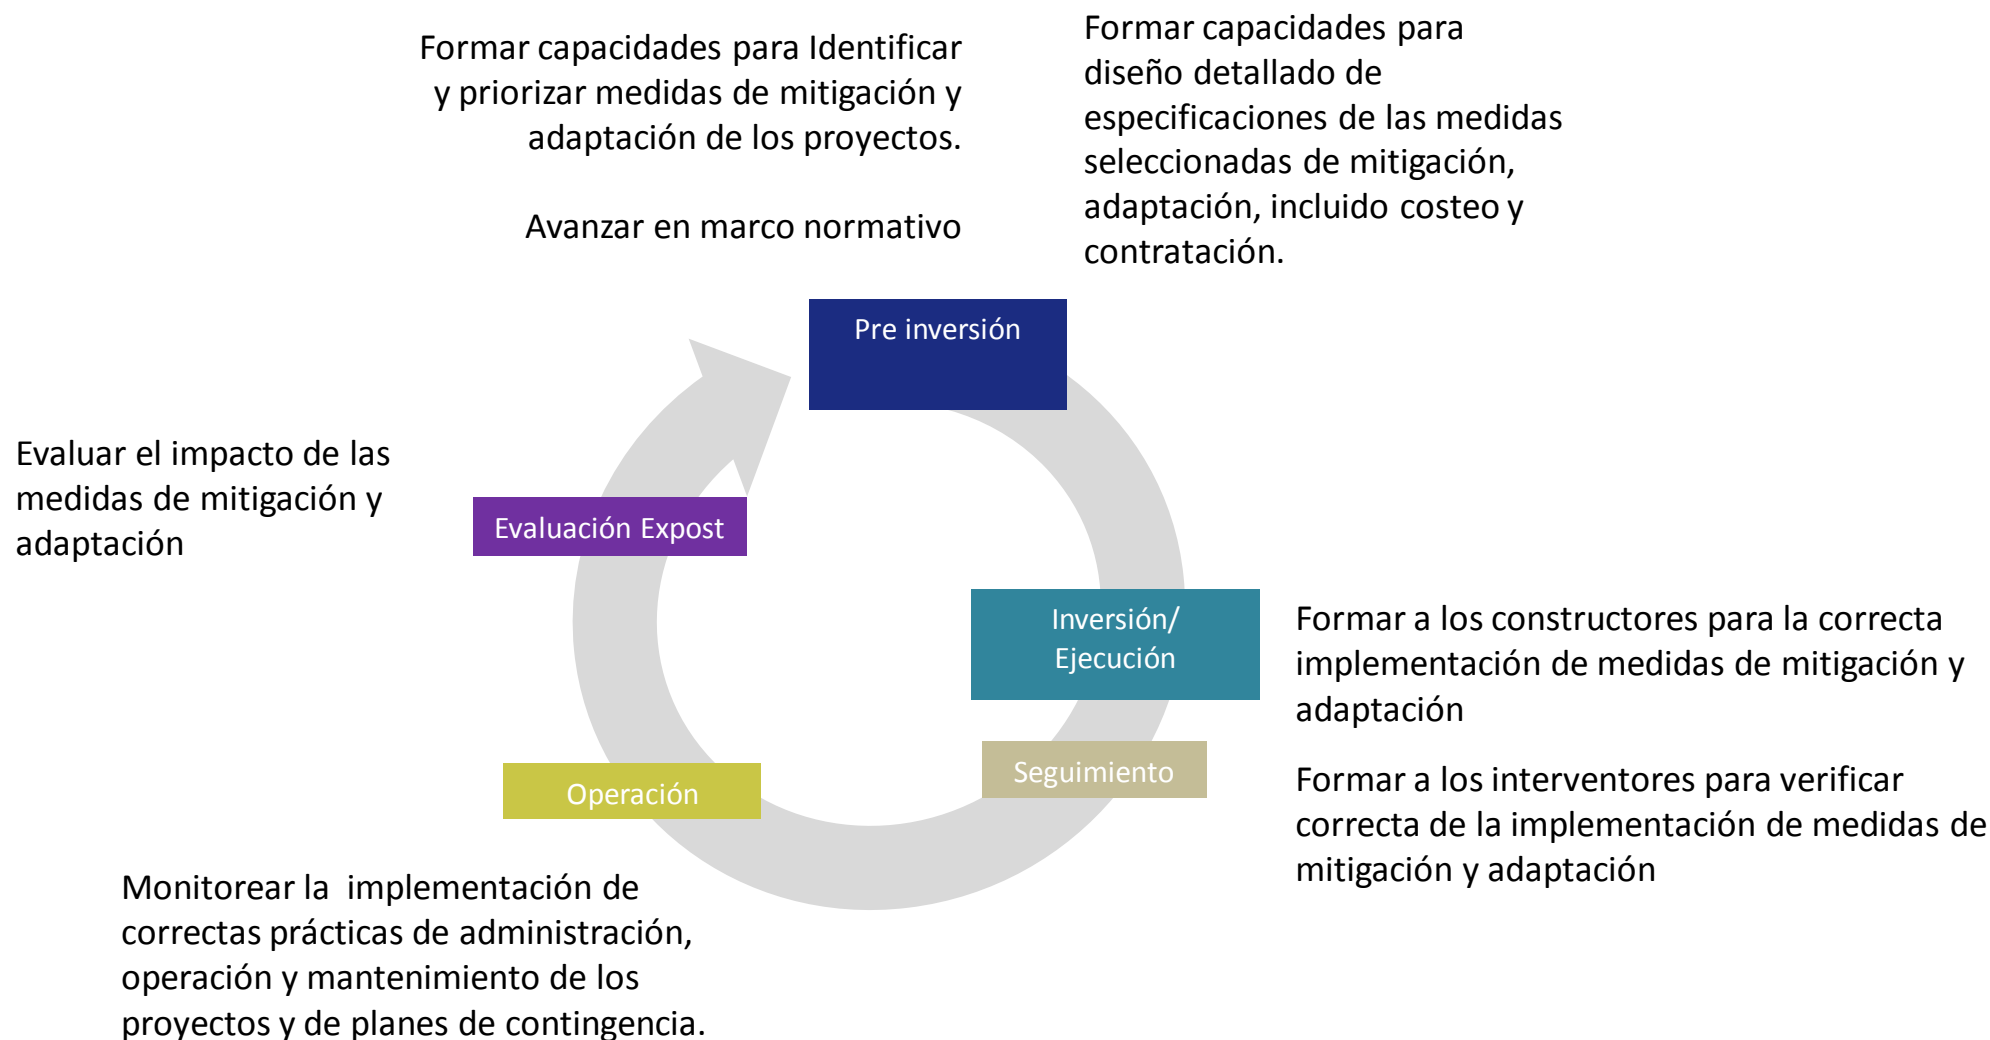 Formar capacidades para Identificar
y priorizar medidas de mitigación y
adaptación de los proyectos.
Avanzar en marco normativo
Formar capacidades para
diseño detallado de
especificaciones de las medidas
seleccionadas de mitigación,
adaptación, incluido costeo y
contratación.
Pre inversión
Evaluar el impacto de las
medidas de mitigación y
adaptación
Evaluación Expost
Inversión/
Ejecución
Formar a los constructores para la correcta
implementación de medidas de mitigación y
adaptación
Seguimiento
Formar a los interventores para verificar
correcta de la implementación de medidas de
mitigación y adaptación
Operación
Monitorear la implementación de
correctas prácticas de administración,
operación y mantenimiento de los
proyectos y de planes de contingencia.